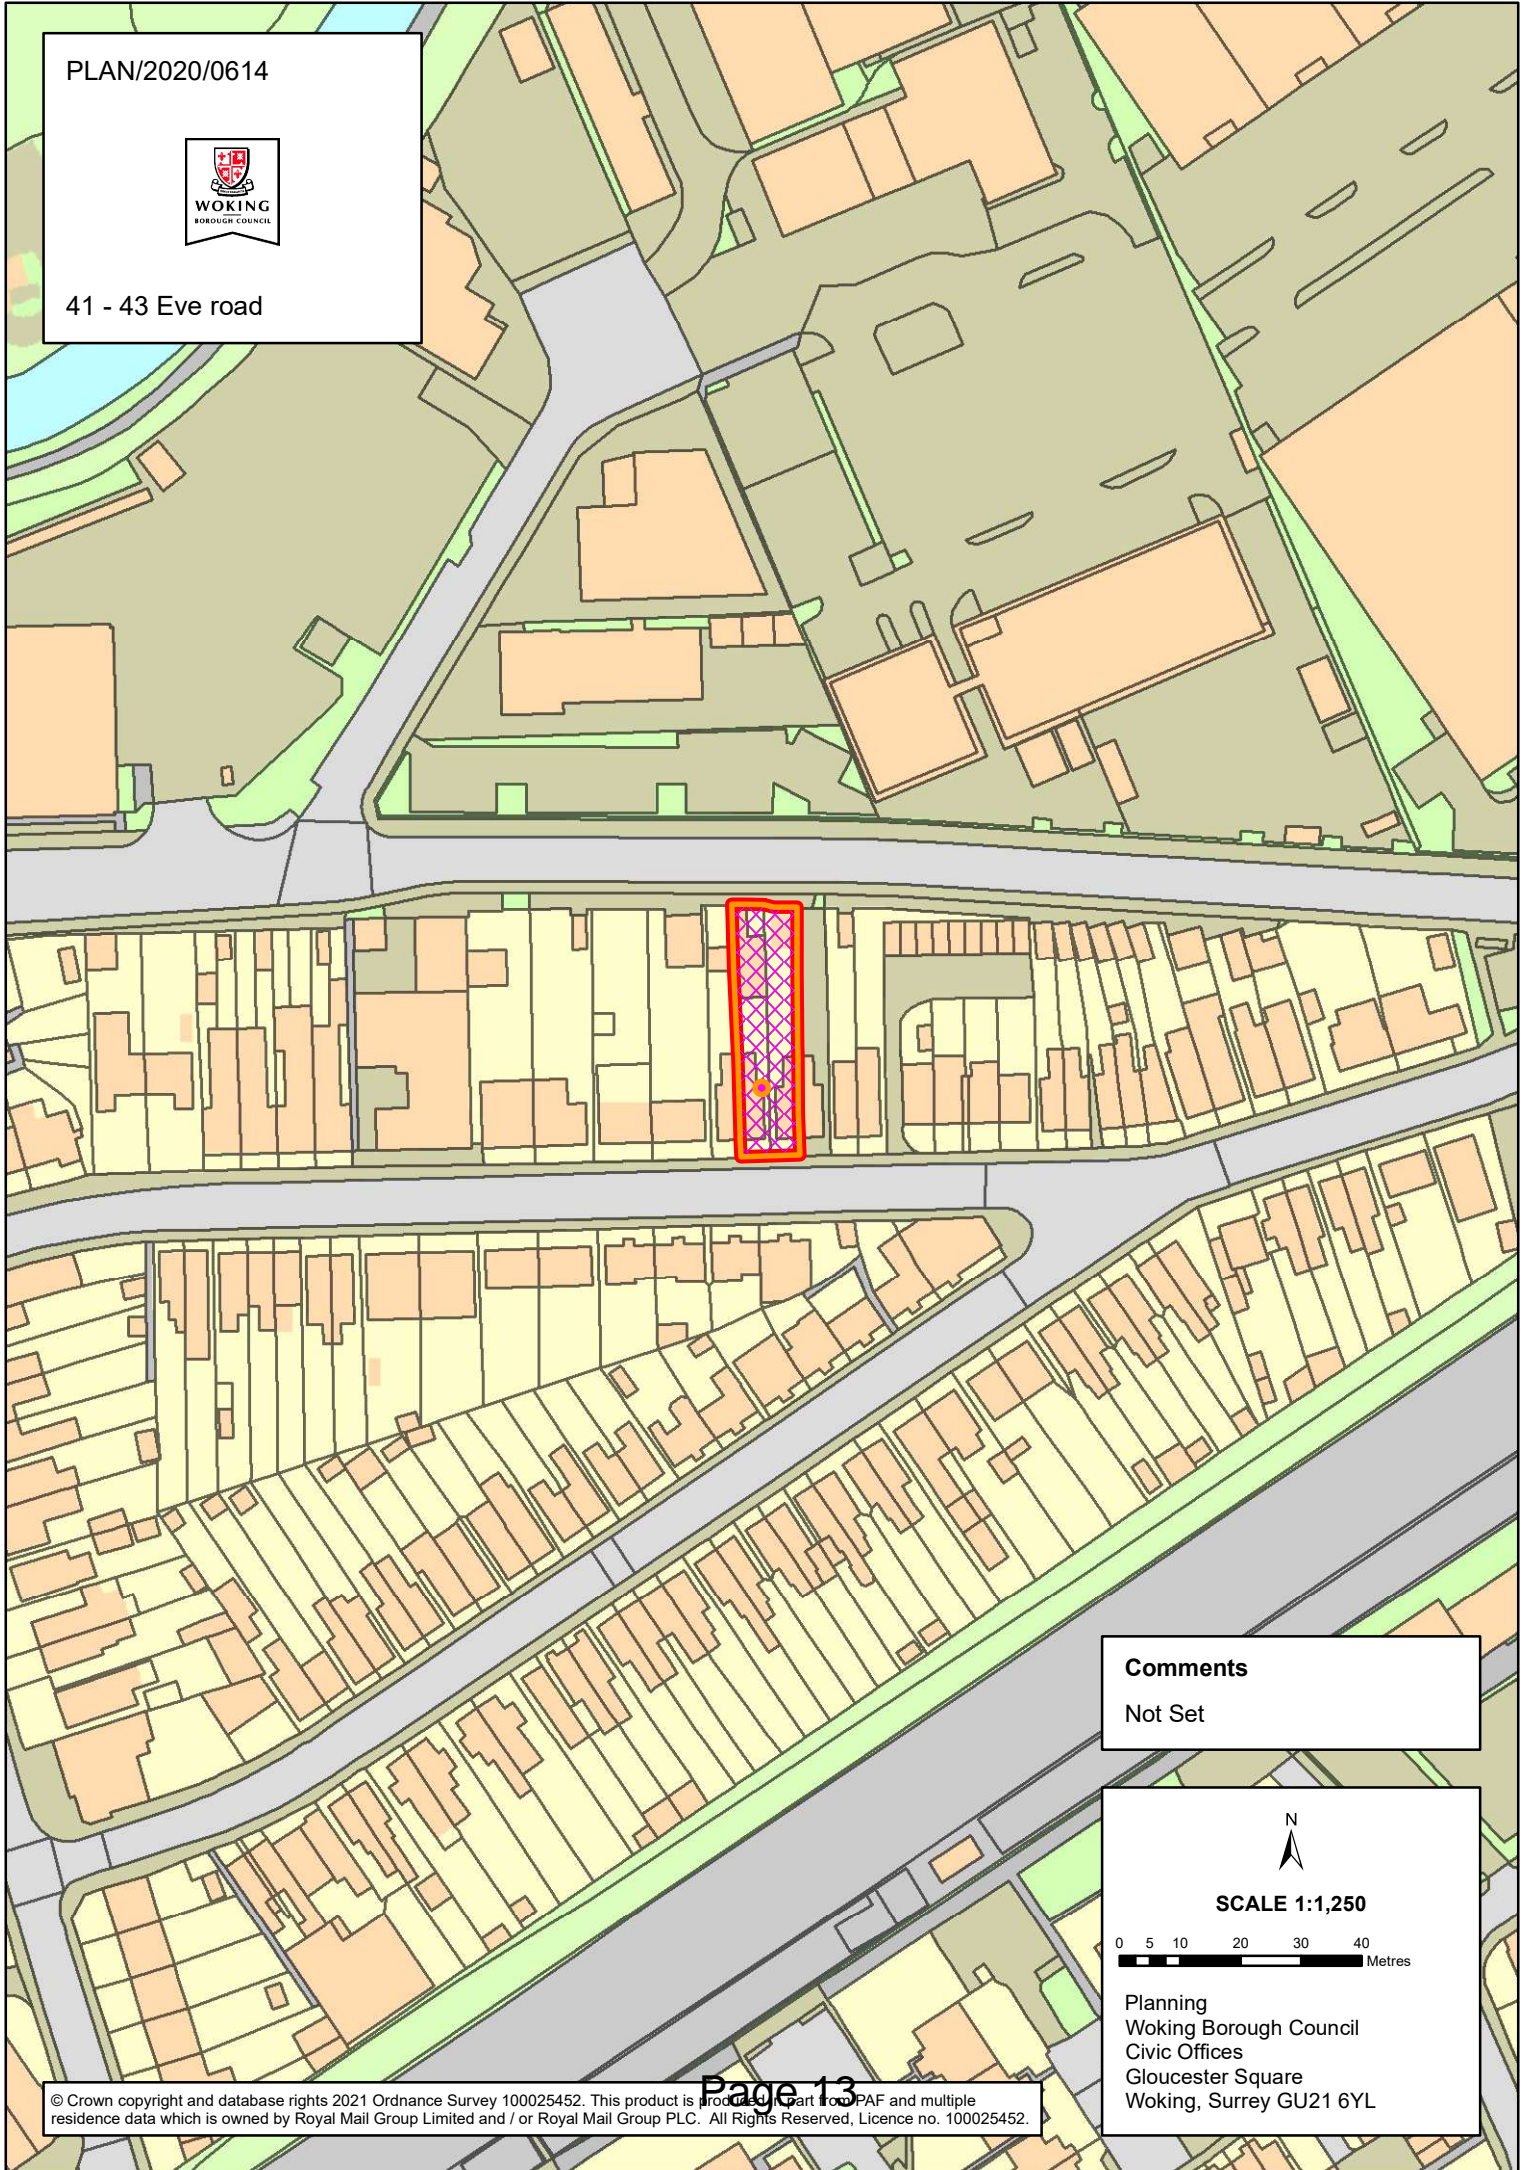 PLAN/2020/0614
WOKING
BOROUGH COUNCIL
41 - 43 Eve road
Comments
Not Set
N
SCALE 1:1,250
0 5 10 20 30 40
Metres
Planning
Woking Borough Council
Civic Offices
Gloucester Square
Woking, Surrey GU21 6YL
Page 13
© Crown copyright and database rights 2021 Ordnance Survey 100025452. This product is produced in part from PAF and multiple
residence data which is owned by Royal Mail Group Limited and / or Royal Mail Group PLC. All Rights Reserved, Licence no. 100025452.